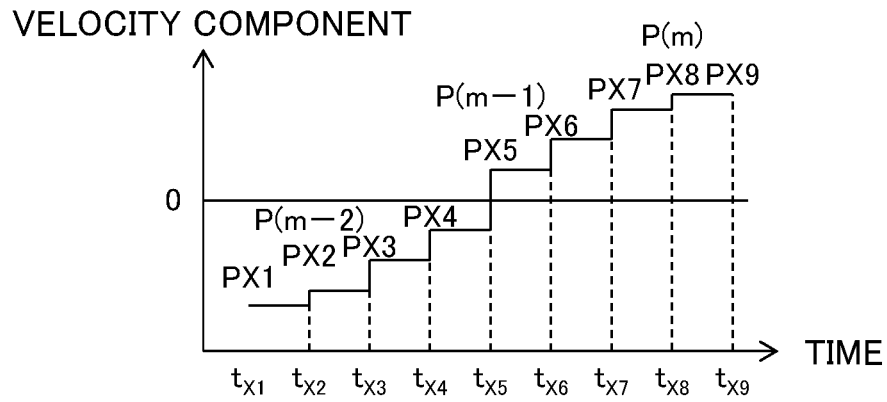 VELOCITY COMPONENT
P(m)
PX8 PX9
P(m-1)
PX7
PX6
PX5
0
P(m-2)
PX4
PX3
PX2
PX1
TIME
tX1 tX2 tX3 tX4 tX5 tX6 tX7 tX8 tX9